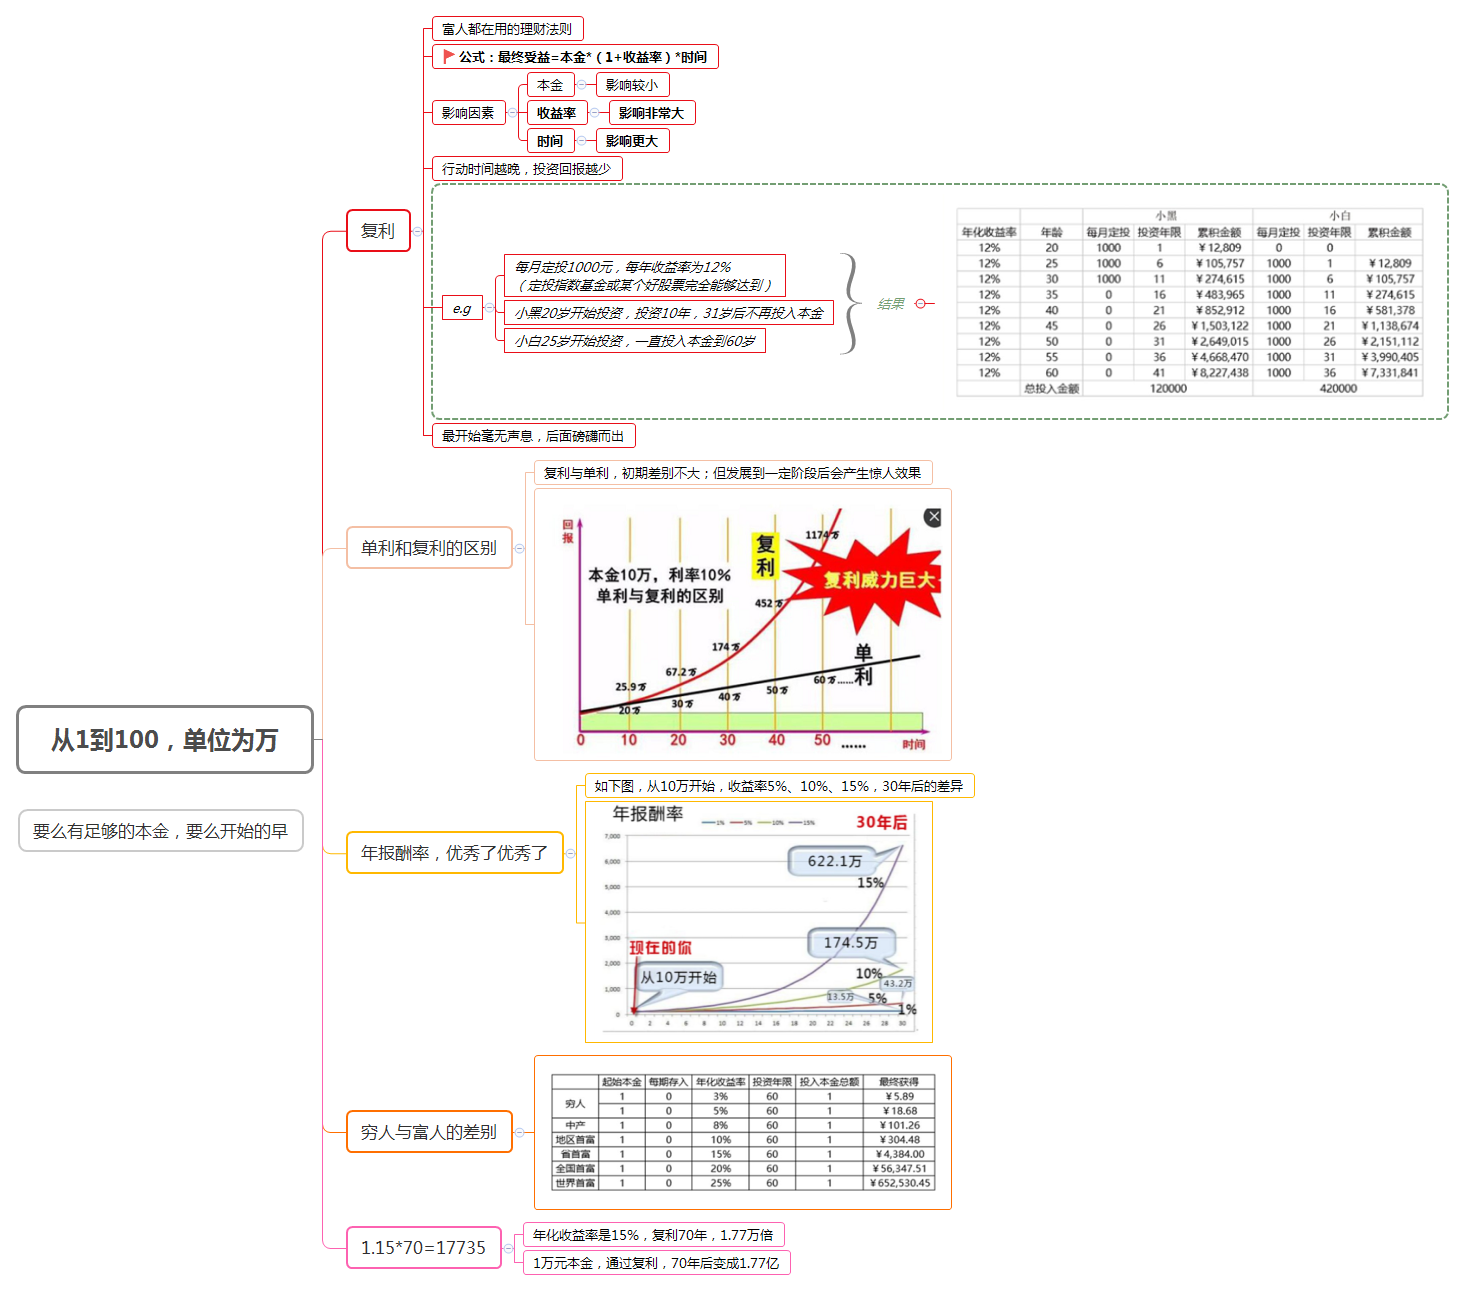 从1到100，单位为万
要么有足够的本金，要么开始的早
复利
富人都在用的理财法则
公式：最终受益=本金*（1+收益率）*时间
影响因素
本金
影响较小
收益率
影响非常大
时间
影响更大
行动时间越晚，投资回报越少
e.g
每月定投1000元，每年收益率为12%
（定投指数基金或某个好股票完全能够达到）
小黑20岁开始投资，投资10年，31岁后不再投入本金
小白25岁开始投资，一直投入本金到60岁
结果
小黑 小白
年化收益率 年龄 每月定投 投资年限 累积金额 每月定投 投资年限 累积金额
12% 20 1000 1 ￥12,809 0 0
12% 25 1000 6 ￥105,757 1000 1 ￥12,809
12% 30 1000 11 ￥274,615 1000 6 ￥105,757
12% 35 0 16 ￥483,965 1000 11 ￥274,615
12% 40 0 21 ￥852,912 1000 16 ￥581,378
12% 45 0 26 ￥1,503,122 1000 21 ￥1,138,674
12% 50 0 31 ￥2,649,015 1000 26 ￥2,151,112
12% 55 0 36 ￥4,668,470 1000 31 ￥3,990,405
12% 60 0 41 ￥8,227,438 1000 36 ￥7,331,841
总投入金额 120000 420000
最开始毫无声息，后面磅礴而出
单利和复利的区别
复利与单利，初期差别不大；但发展到一定阶段后会产生惊人效果
回报
本金10万，利率10%
单利与复利的区别
复利
复利威力巨大
1174万
452万
174万
67.2万
25.9万
单利
20万
30万
40万
50万
60万……
0 10 20 30 40 50 …… 时间
年报酬率，优秀了优秀了
如下图，从10万开始，收益率5%、10%、15%，30年后的差异
年报酬率
1% 5% 10% 15%
30年后
7,000
6,000
5,000
4,000
3,000
2,000
1,000
0
622.1万
15%
174.5万
10%
43.2万
13.5万
5%
1%
现在的你
从10万开始
0 2 4 6 8 10 12 14 16 18 20 22 24 26 28 30
穷人与富人的差别
起始本金 每期存入 年化收益率 投资年限 投入本金总额 最终获得
穷人 1 0 3% 60 1 ￥5.89
1 0 5% 60 1 ￥18.68
中产 1 0 8% 60 1 ￥101.26
地区首富 1 0 10% 60 1 ￥304.48
省首富 1 0 15% 60 1 ￥4,384.00
全国首富 1 0 20% 60 1 ￥56,347.51
世界首富 1 0 25% 60 1 ￥652,530.45
1.15*70=17735
年化收益率是15%，复利70年，1.77万倍
1万元本金，通过复利，70年后变成1.77亿